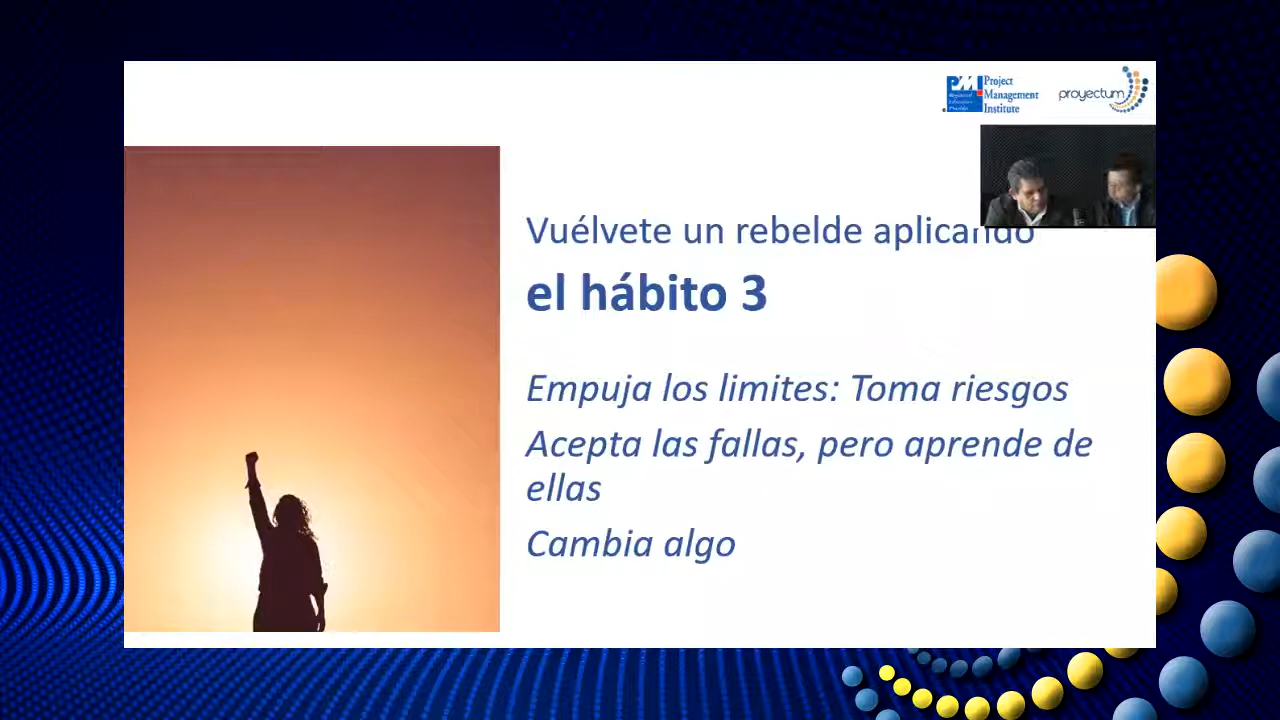 PMI
Project
Management
Institute
proyectum
Vuélvete un rebelde aplicando
el hábito 3
Empuja los limites: Toma riesgos
Acepta las fallas, pero aprende de
ellas
Cambia algo